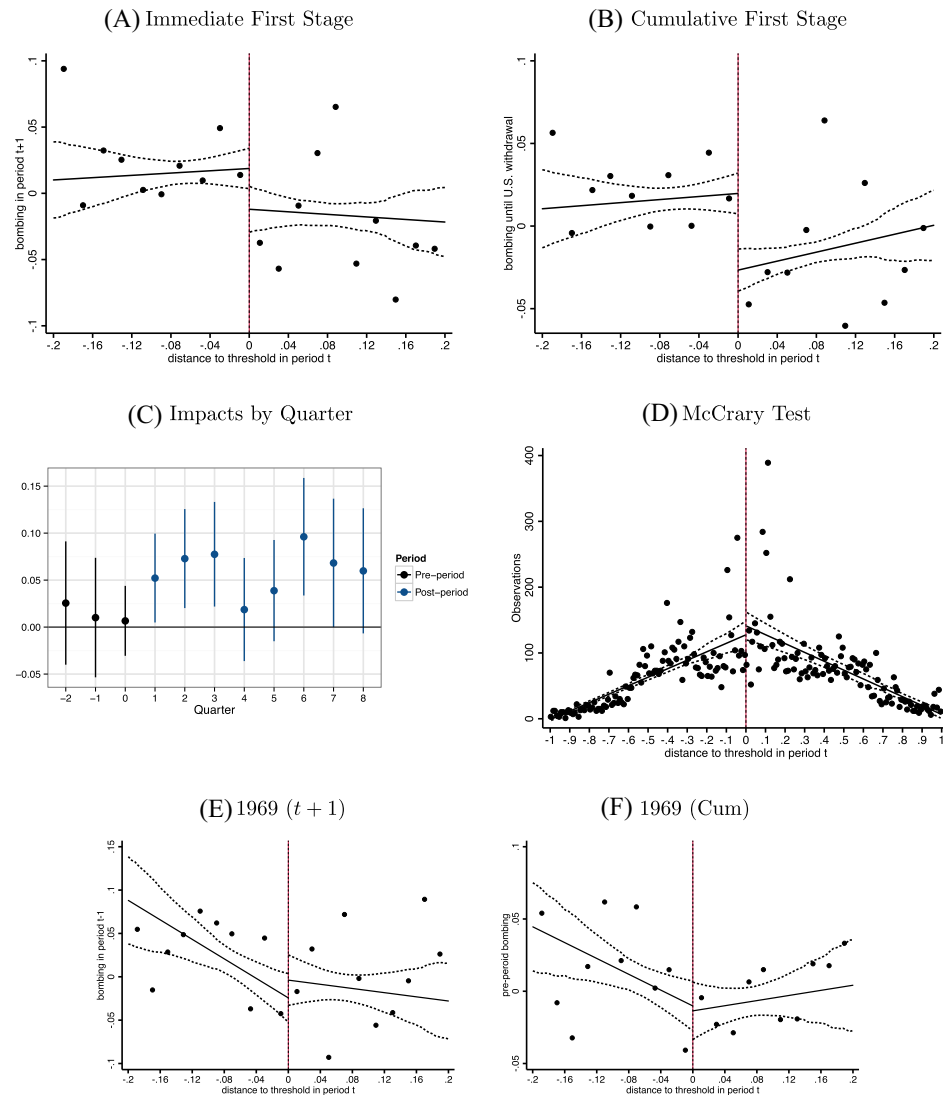 (A) Immediate First Stage
(B) Cumulative First Stage
bombing in period t+1
.1
.05
0
-.05
-.1
-.2 -.16 -.12 -.08 -.04 0 .04 .08 .12 .16 .2
distance to threshold in period t
bombing until U.S. withdrawal
.1
.05
0
-.05
-.2 -.16 -.12 -.08 -.04 0 .04 .08 .12 .16 .2
distance to threshold in period t
(C) Impacts by Quarter
(D) McCrary Test
0.15
0.10
0.05
0.00
-0.05
-2 -1 0 1 2 3 4 5 6 7 8
Quarter
Period
Pre-period
Post-period
Observations
400
300
200
100
0
-1 -.9 -.8 -.7 -.6 -.5 -.4 -.3 -.2 -.1 0 .1 .2 .3 .4 .5 .6 .7 .8 .9 1
distance to threshold in period t
(E) 1969 (t + 1)
(F) 1969 (Cum)
bombing in period t-1
.15
.1
.05
0
-.05
-.1
-.2 -.16 -.12 -.08 -.04 0 .04 .08 .12 .16 .2
distance to threshold in period t
pre-peroid bombing
.1
.05
0
-.05
-.2 -.16 -.12 -.08 -.04 0 .04 .08 .12 .16 .2
distance to threshold in period t